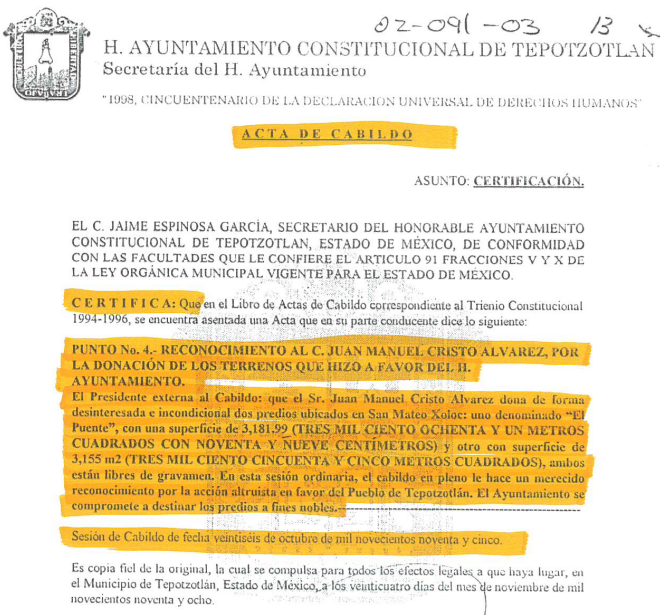 02-091-03 13
H. AYUNTAMIENTO CONSTITUCIONAL DE TEPOTZOTLAN
Secretaría del H. Ayuntamiento
"1998, CINCUENTENARIO DE LA DECLARACION UNIVERSAL DE DERECHOS HUMANOS"
ACTA DE CABILDO
ASUNTO: CERTIFICACIÓN.
EL C. JAIME ESPINOSA GARCÍA, SECRETARIO DEL HONORABLE AYUNTAMIENTO
CONSTITUCIONAL DE TEPOTZOTLAN, ESTADO DE MÉXICO, DE CONFORMIDAD
CON LAS FACULTADES QUE LE CONFIERE EL ARTICULO 91 FRACCIONES V Y X DE
LA LEY ORGÁNICA MUNICIPAL VIGENTE PARA EL ESTADO DE MÉXICO.
CERTIFICA: Que en el Libro de Actas de Cabildo correspondiente al Trienio Constitucional
1994-1996, se encuentra asentada una Acta que en su parte conducente dice lo siguiente:
PUNTO No. 4.- RECONOCIMIENTO AL C. JUAN MANUEL CRISTO ALVAREZ, POR
LA DONACIÓN DE LOS TERRENOS QUE HIZO A FAVOR DEL H.
AYUNTAMIENTO.
El Presidente externa al Cabildo: que el Sr. Juan Manuel Cristo Alvarez dona de forma
desinteresada e incondicional dos predios ubicados en San Mateo Xoloc: uno denominado "El
Puente", con una superficie de 3,181.99 (TRES MIL CIENTO OCHENTA Y UN METROS
CUADRADOS CON NOVENTA Y NUEVE CENTÍMETROS) y otro con superficie de
3,155 m2 (TRES MIL CIENTO CINCUENTA Y CINCO METROS CUADRADOS), ambos
están libres de gravamen. En esta sesión ordinaria, el cabildo en pleno le hace un merecido
reconocimiento por la acción altruista en favor del Pueblo de Tepotzotlán. El Ayuntamiento se
compromete a destinar los predios a fines nobles.
Sesión de Cabildo de fecha veintiséis de octubre de mil novecientos noventa y cinco.
Es copia fiel de la original, la cual se compulsa para todos los efectos legales a que haya lugar, en
el Municipio de Tepotzotlán, Estado de México, a los veinticuatro días del mes de noviembre de mil
novecientos noventa y ocho.